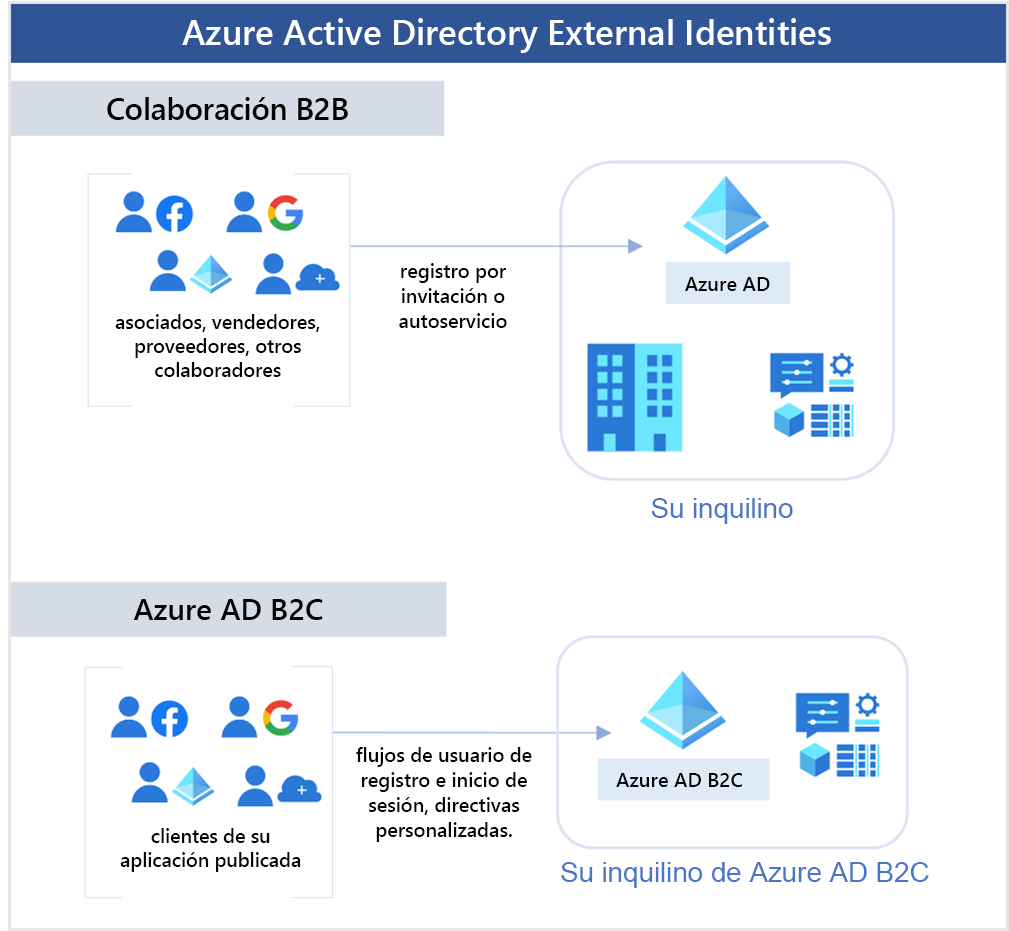 Azure Active Directory External Identities
Colaboración B2B
asociados, vendedores,
proveedores, otros
colaboradores
registro por
invitación o
autoservicio
Azure AD
Su inquilino
Azure AD B2C
clientes de su
aplicación publicada
flujos de usuario de
registro e inicio de
sesión, directivas
personalizadas.
Azure AD B2C
Su inquilino de Azure AD B2C